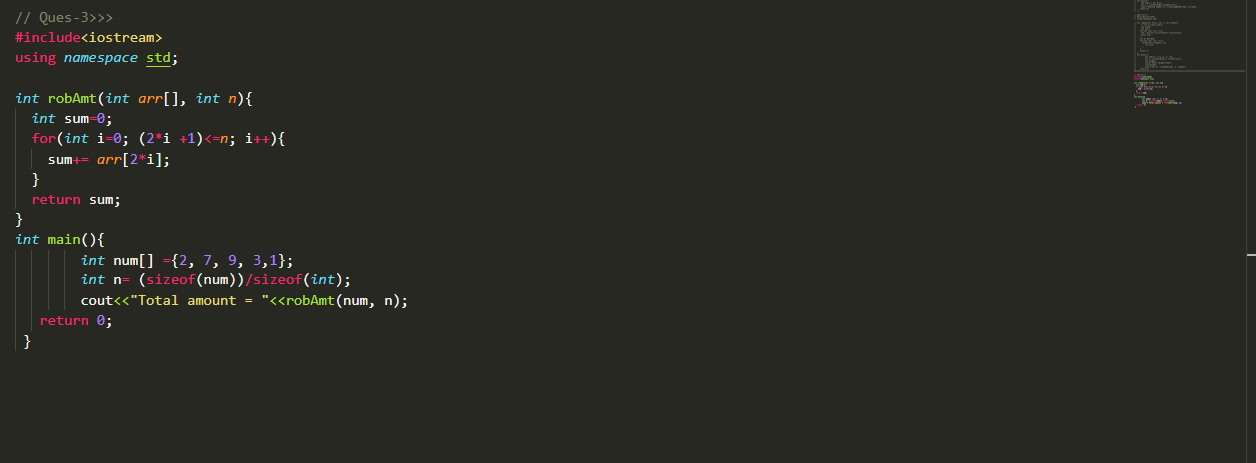 // Ques-3>>>
#include<iostream>
using namespace std;

int robAmt(int arr[], int n){
  int sum=0;
  for(int i=0; (2*i +1)<=n; i++){
    sum+= arr[2*i];
  }
  return sum;
}
int main(){
        int num[] ={2, 7, 9, 3,1};
        int n= (sizeof(num))/sizeof(int);
        cout<<"Total amount = "<<robAmt(num, n);
   return 0;
 }